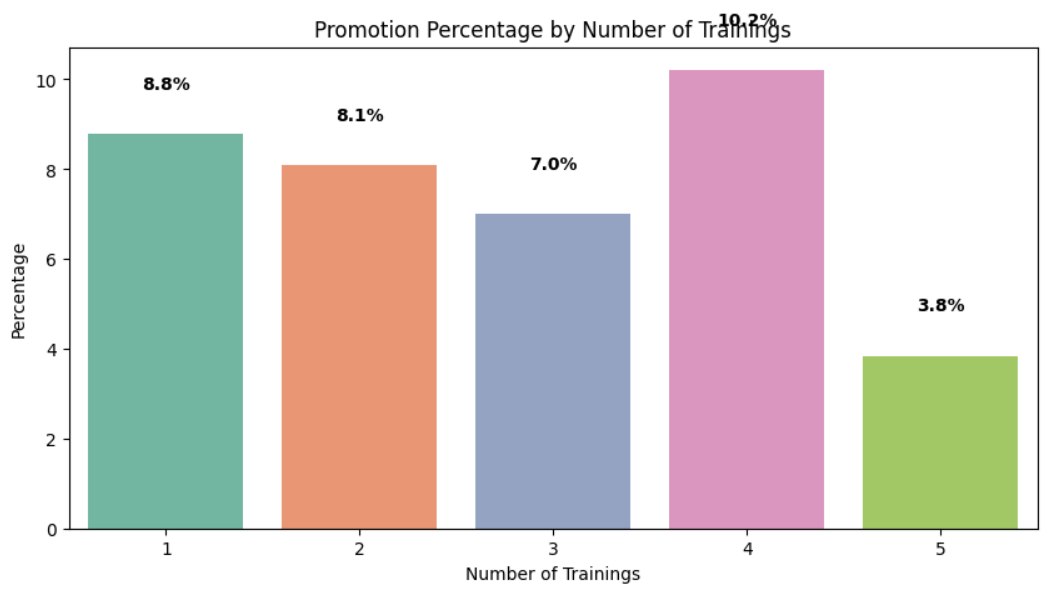 10.2%
Promotion Percentage by Number of Trainings
10
8.8%
8.1%
8
7.0%
6
3.8%
4
2
0
Percentage
1 2 3 4 5
Number of Trainings